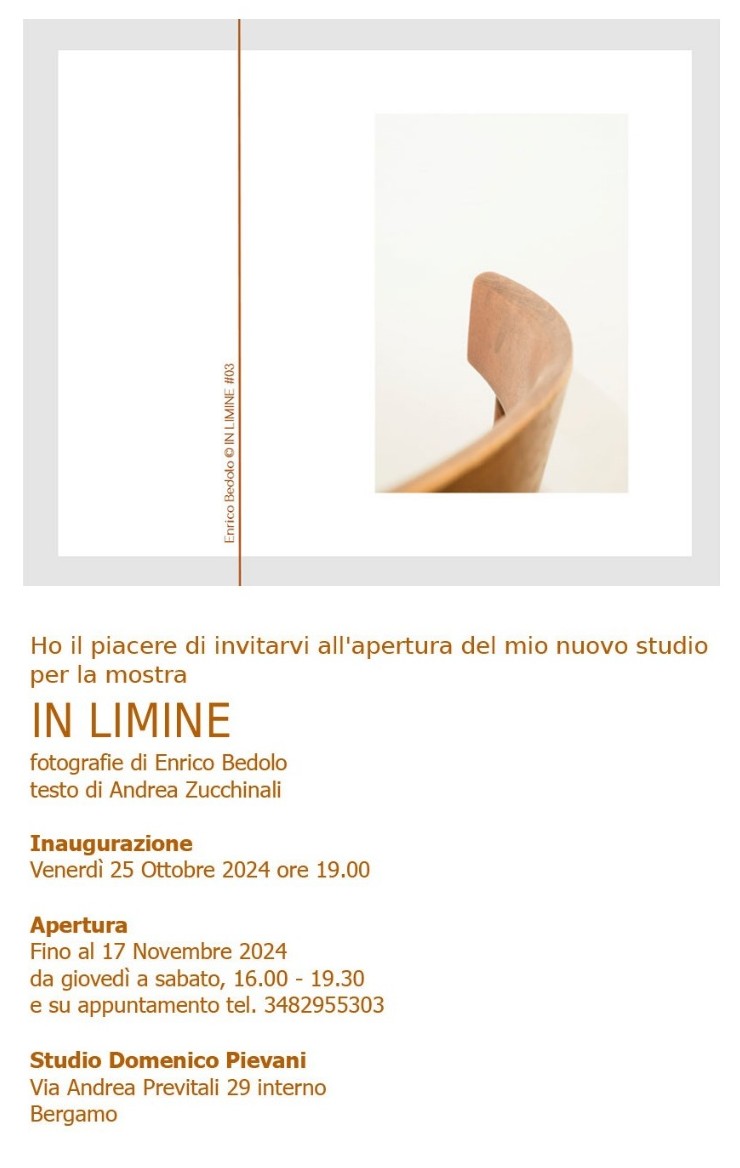 Enrico Bedolo © IN LIMINE #03
Ho il piacere di invitarvi all'apertura del mio nuovo studio
per la mostra
IN LIMINE
fotografie di Enrico Bedolo
testo di Andrea Zucchinali
Inaugurazione
Venerdì 25 Ottobre 2024 ore 19.00
Apertura
Fino al 17 Novembre 2024
da giovedì a sabato, 16.00 - 19.30
e su appuntamento tel. 3482955303
Studio Domenico Pievani
Via Andrea Previtali 29 interno
Bergamo